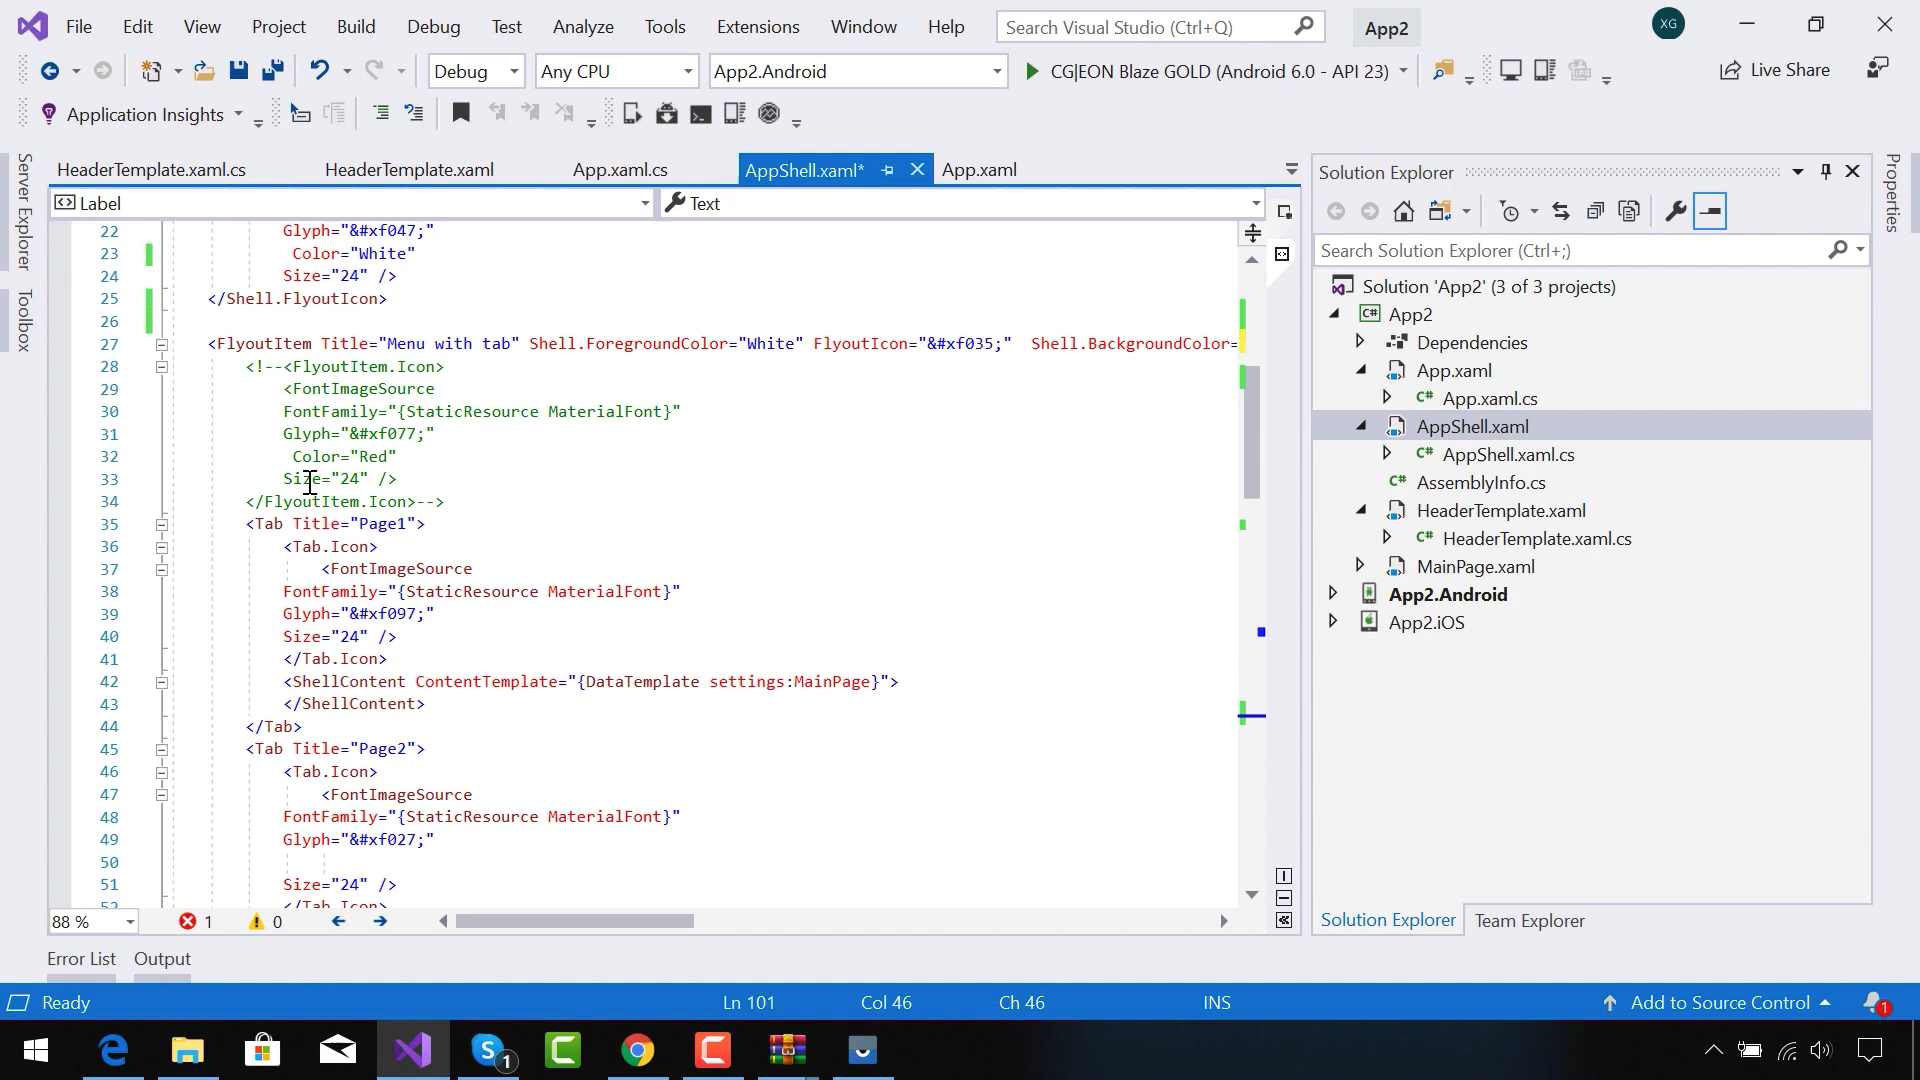 File Edit View Project Build Debug Test Analyze Tools Extensions Window Help Search Visual Studio (Ctrl+Q) App2 XG
Debug Any CPU App2.Android CG|EON Blaze GOLD (Android 6.0 - API 23) Live Share
Application Insights
Server Explorer
Toolbox
HeaderTemplate.xaml.cs HeaderTemplate.xaml App.xaml.cs AppShell.xaml* App.xaml
Label Text
22 Glyph="&#xf047;"
23 Color="White"
24 Size="24" />
25 </Shell.FlyoutIcon>
26
27 <FlyoutItem Title="Menu with tab" Shell.ForegroundColor="White" FlyoutIcon="&#xf035;" Shell.BackgroundColor=
28 <!--<FlyoutItem.Icon>
29 <FontImageSource
30 FontFamily="{StaticResource MaterialFont}"
31 Glyph="&#xf077;"
32 Color="Red"
33 Size="24" />
34 </FlyoutItem.Icon>-->
35 <Tab Title="Page1">
36 <Tab.Icon>
37 <FontImageSource
38 FontFamily="{StaticResource MaterialFont}"
39 Glyph="&#xf097;"
40 Size="24" />
41 </Tab.Icon>
42 <ShellContent ContentTemplate="{DataTemplate settings:MainPage}">
43 </ShellContent>
44 </Tab>
45 <Tab Title="Page2">
46 <Tab.Icon>
47 <FontImageSource
48 FontFamily="{StaticResource MaterialFont}"
49 Glyph="&#xf027;"
50
51 Size="24" />
52 </Tab.Icon>
88 % 1 0
Error List Output
Solution Explorer
Search Solution Explorer (Ctrl+;)
Solution 'App2' (3 of 3 projects)
C# App2
Dependencies
App.xaml
C# App.xaml.cs
AppShell.xaml
C# AppShell.xaml.cs
C# AssemblyInfo.cs
HeaderTemplate.xaml
C# HeaderTemplate.xaml.cs
MainPage.xaml
App2.Android
App2.iOS
Solution Explorer Team Explorer
Properties
Ready Ln 101 Col 46 Ch 46 INS Add to Source Control 1
1